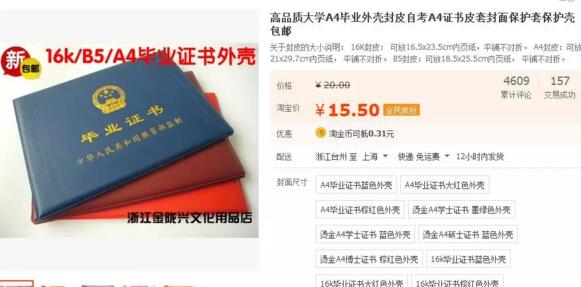 新
包邮
16k/B5/A4毕业证书外壳
毕业证书
中华人民共和国教育部监制
浙江金陇兴文化用品店
高品质大学A4毕业外壳封皮自考A4证书皮套封面保护套保护壳
包邮
关于封皮的大小说明： 16K封皮： 可放16.5x23.5cm内页纸，平铺不对折。 A4封皮：可放
21x29.7cm内页纸， 平铺不对折。 B5封皮：可放18.5x25.5cm内页纸， 平铺不对折。
价格 ¥ 20.00
4609 累计评论
157 交易成功
淘宝价 ¥ 15.50 全民疯抢
优惠 淘金币可抵0.31元
配送 浙江台州 至 上海 快递 免运费 12小时内发货
封面尺寸
A4毕业证书蓝色外壳 A4毕业证书大红色外壳
A4毕业证书棕红色外壳 烫金A4学士证书 墨绿色外壳
烫金A4学士证书 蓝色外壳 烫金A4硕士证书 蓝色外壳
烫金A4博士证书 棕红色外壳 16k毕业证书蓝色外壳
16k毕业证书大红色外壳 16k毕业证书棕红色外壳